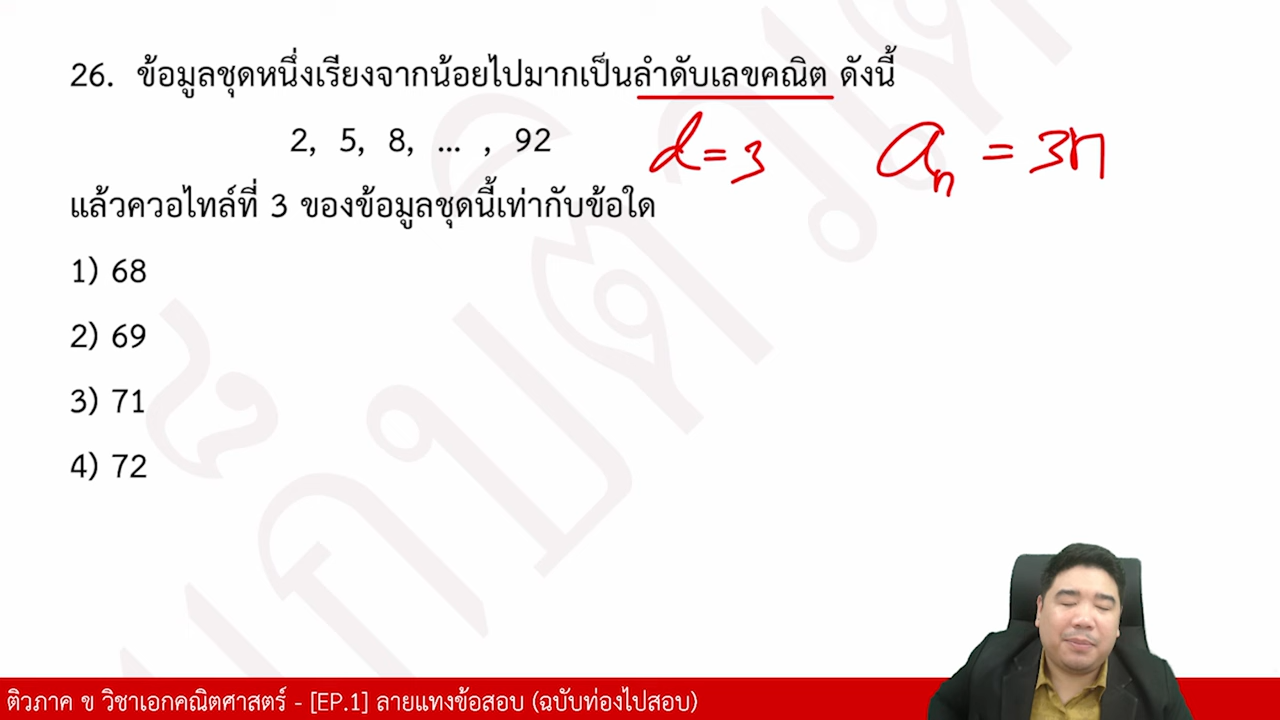 26. ข้อมูลชุดหนึ่งเรียงจากน้อยไปมากเป็นลำดับเลขคณิต ดังนี้
2, 5, 8, ... , 92 d=3 aₙ = 3n
แล้วควอไทล์ที่ 3 ของข้อมูลชุดนี้เท่ากับข้อใด
1) 68
2) 69
3) 71
4) 72
ติวภาค ข วิชาเอกคณิตศาสตร์ - [EP.1] ลายแทงข้อสอบ (ฉบับท่องไปสอบ)